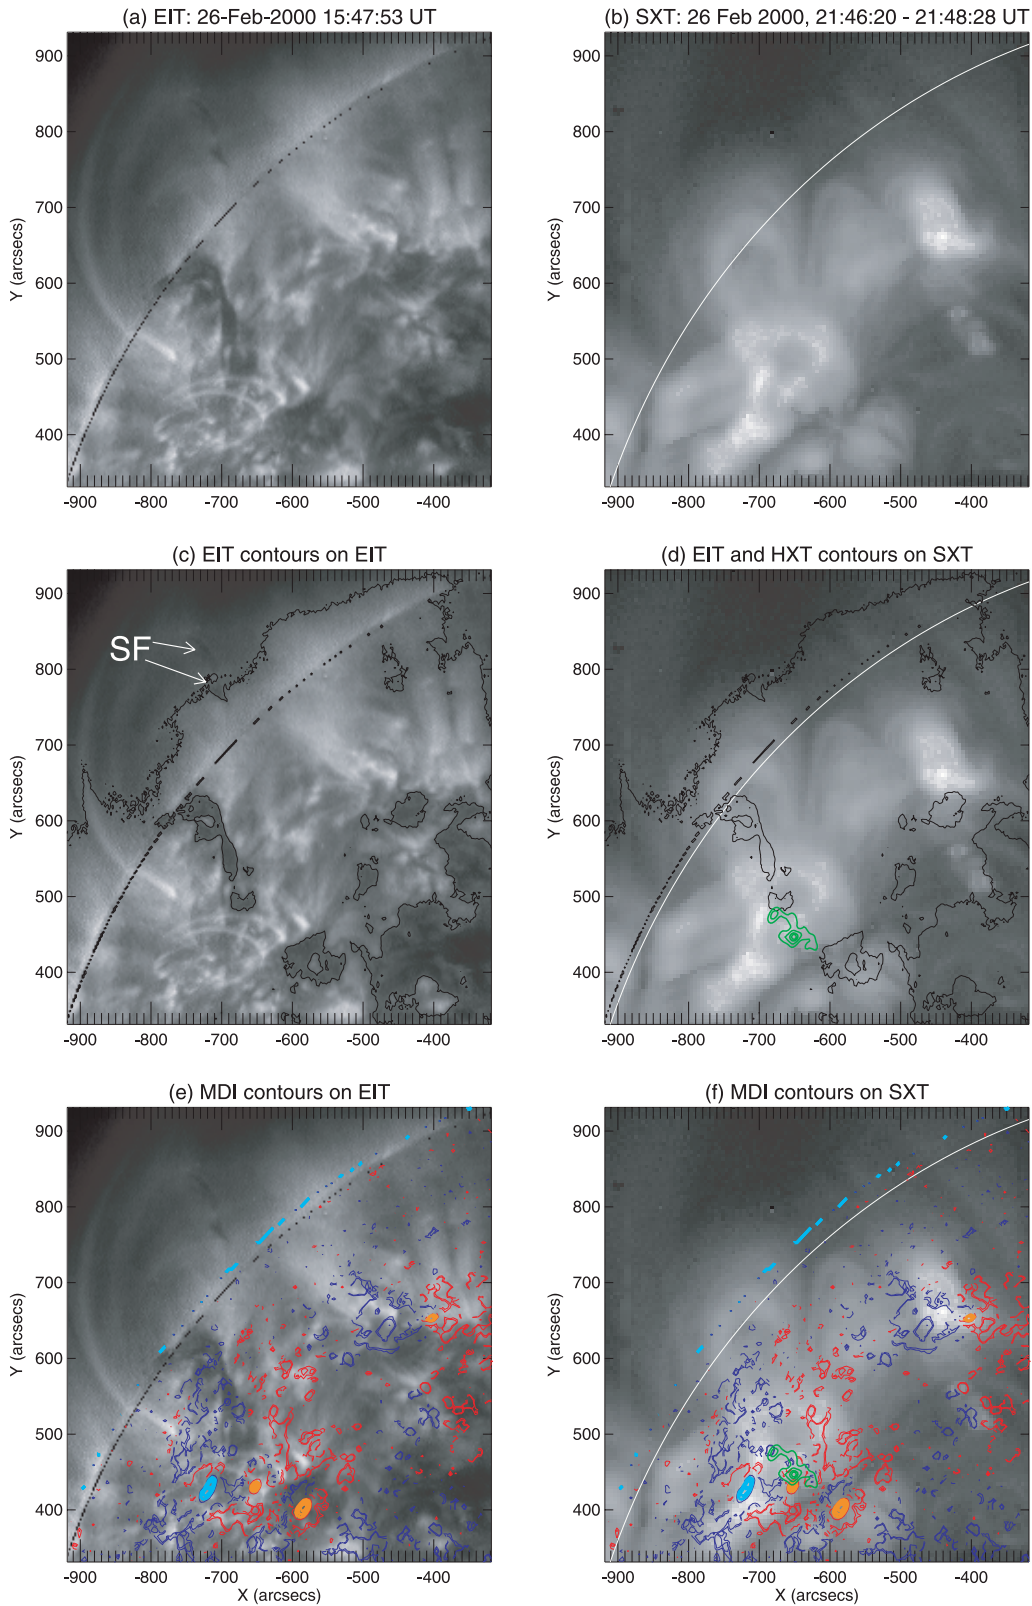 (a) EIT: 26-Feb-2000 15:47:53 UT
(b) SXT: 26 Feb 2000, 21:46:20 - 21:48:28 UT
Y (arcsecs)
900
800
700
600
500
400
-900 -800 -700 -600 -500 -400
Y (arcsecs)
900
800
700
600
500
400
-900 -800 -700 -600 -500 -400
(c) EIT contours on EIT
(d) EIT and HXT contours on SXT
Y (arcsecs)
900
800
700
600
500
400
SF
-900 -800 -700 -600 -500 -400
Y (arcsecs)
900
800
700
600
500
400
-900 -800 -700 -600 -500 -400
(e) MDI contours on EIT
(f) MDI contours on SXT
Y (arcsecs)
900
800
700
600
500
400
-900 -800 -700 -600 -500 -400
X (arcsecs)
Y (arcsecs)
900
800
700
600
500
400
-900 -800 -700 -600 -500 -400
X (arcsecs)